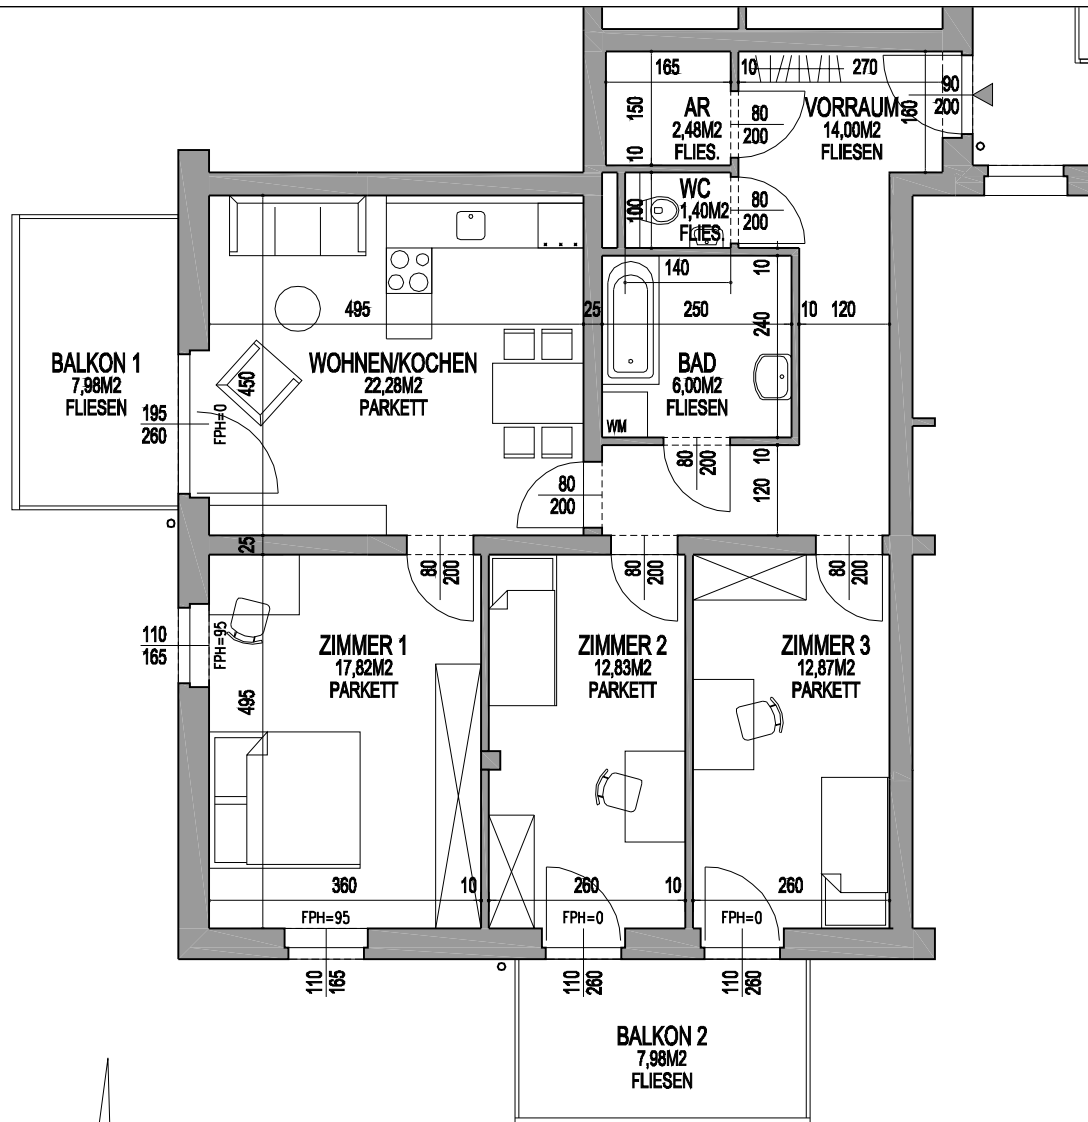 165
10
270
90
200
150
AR
2,48M2
FLIES.
80
200
VORRAUM
14,00M2
FLIESEN
160
10
WC
1,40M2
FLIES.
100
80
200
140
10
495
25
250
240
10
120
BALKON 1
7,98M2
FLIESEN
WOHNEN/KOCHEN
22,28M2
PARKETT
450
BAD
6,00M2
FLIESEN
195
260
FPH=0
WM
80
200
10
120
80
200
25
80
200
80
200
80
200
110
165
FPH=95
ZIMMER 1
17,82M2
PARKETT
ZIMMER 2
12,83M2
PARKETT
ZIMMER 3
12,87M2
PARKETT
495
360
10
260
10
260
FPH=95
FPH=0
FPH=0
110
165
110
260
110
260
BALKON 2
7,98M2
FLIESEN